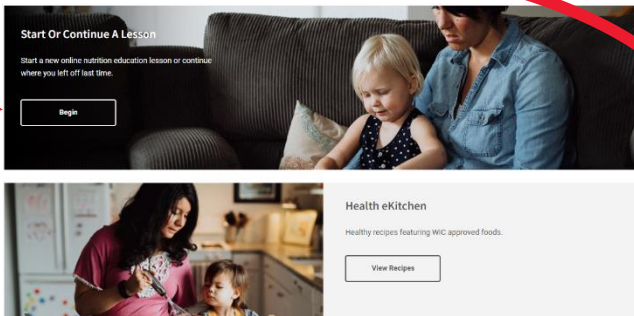 Start Or Continue A Lesson
Start a new online nutrition education lesson or continue
where you left off last time.
Begin
Health eKitchen
Healthy recipes featuring WIC approved foods.
View Recipes